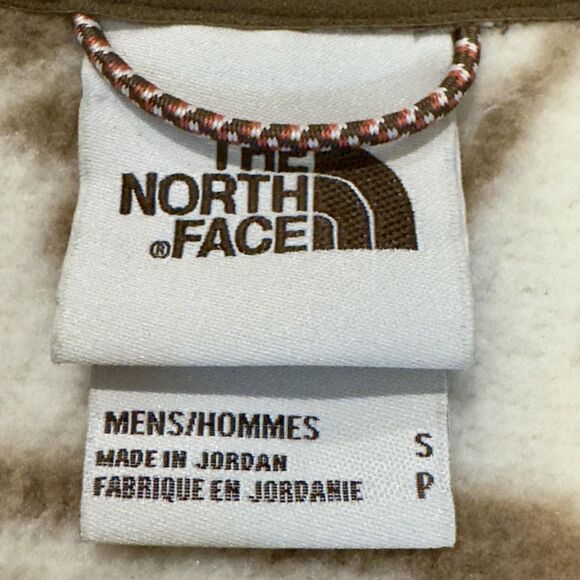 THE
NORTH
® FACE
MENS/HOMMES S
MADE IN JORDAN
FABRIQUE EN JORDANIE P